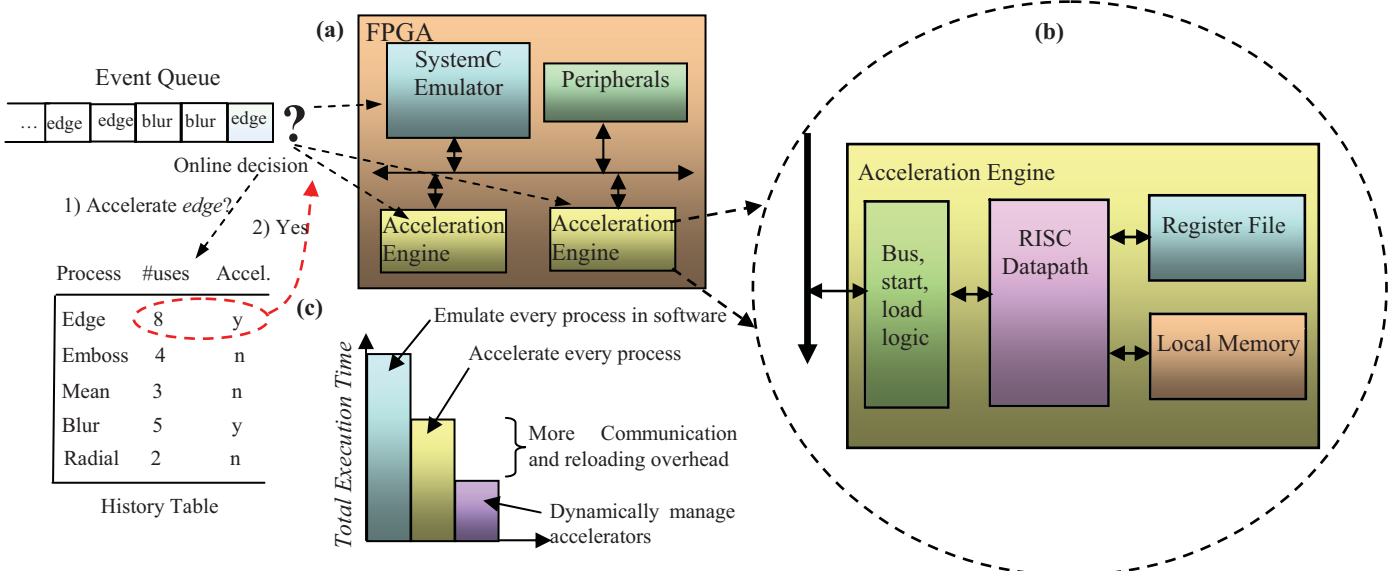 (a)
FPGA
SystemC
Emulator
Peripherals
Acceleration
Engine
Acceleration
Engine
Event Queue
... edge edge blur blur edge ?
Online decision
1) Accelerate edge?
2) Yes
Process #uses Accel.
Edge 8 y
Emboss 4 n
Mean 3 n
Blur 5 y
Radial 2 n
History Table
(c)
Total Execution Time
Emulate every process in software
Accelerate every process
More Communication
and reloading overhead
Dynamically manage
accelerators
(b)
Acceleration Engine
Bus,
start,
load
logic
RISC
Datapath
Register File
Local Memory